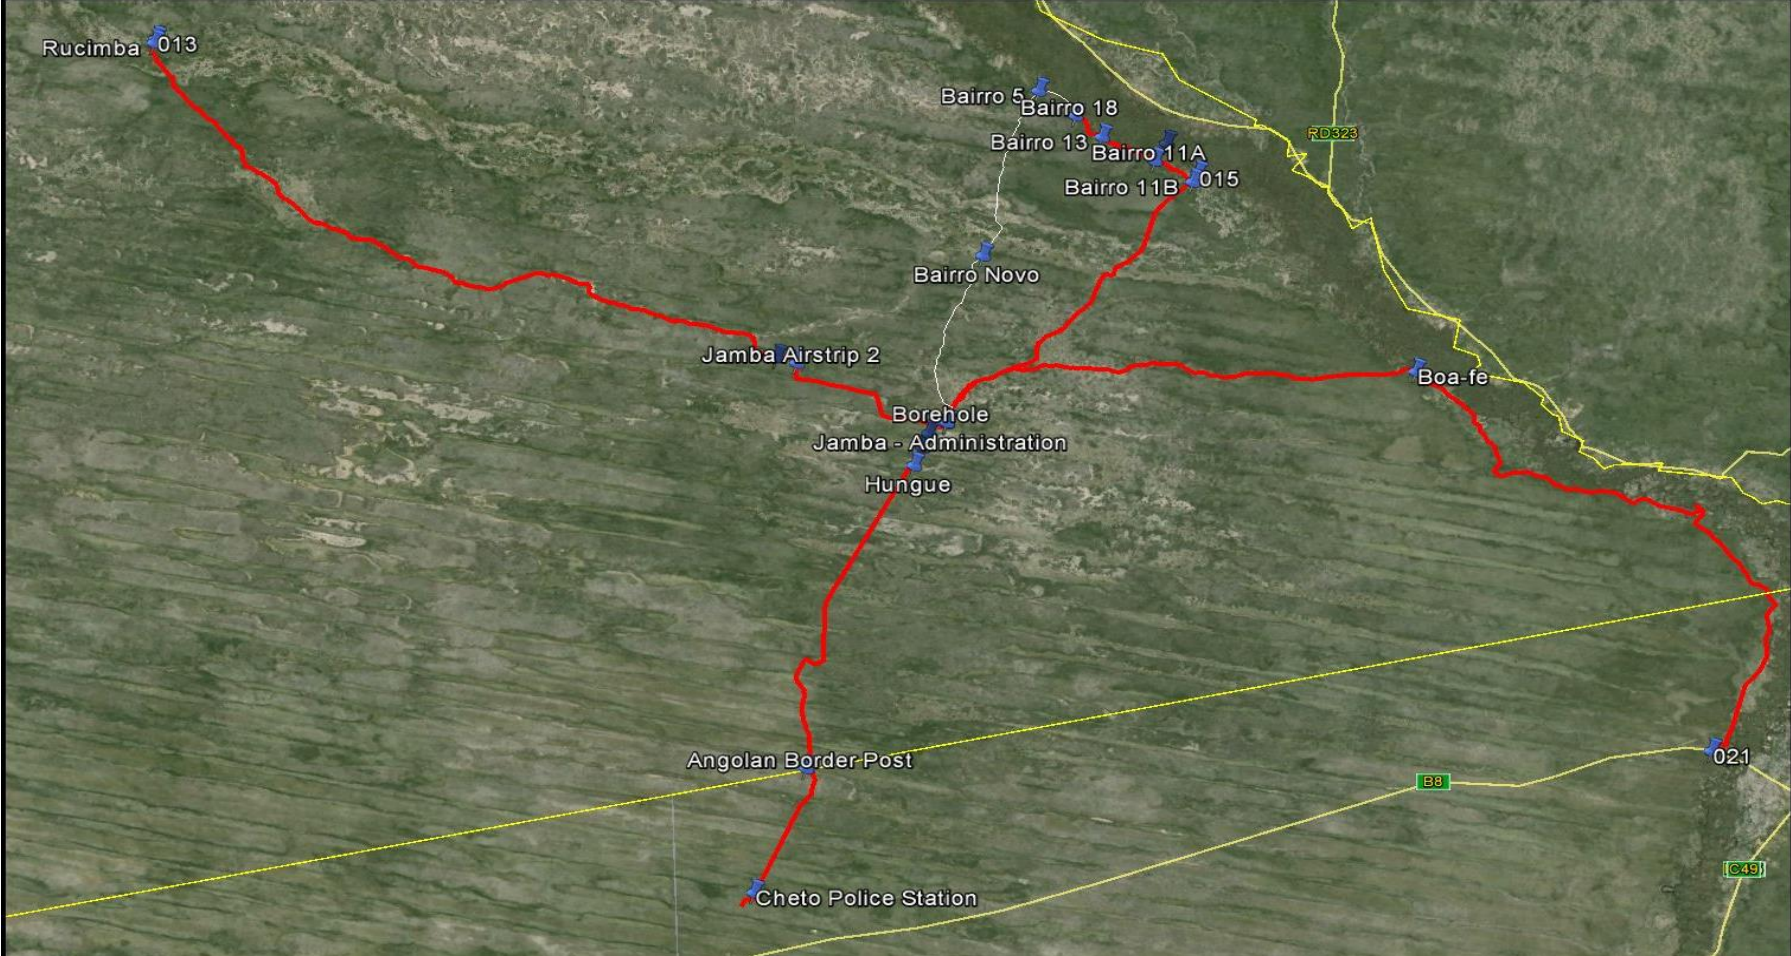 Rucimba
013
Bairro 5
Bairro 18
RD323
Bairro 13
Bairro 11A
Bairro 11B
015
Bairro Novo
Jamba Airstrip 2
Boa-fe
Borehole
Jamba - Administration
Hungue
Angolan Border Post
021
B8
C49
Cheto Police Station